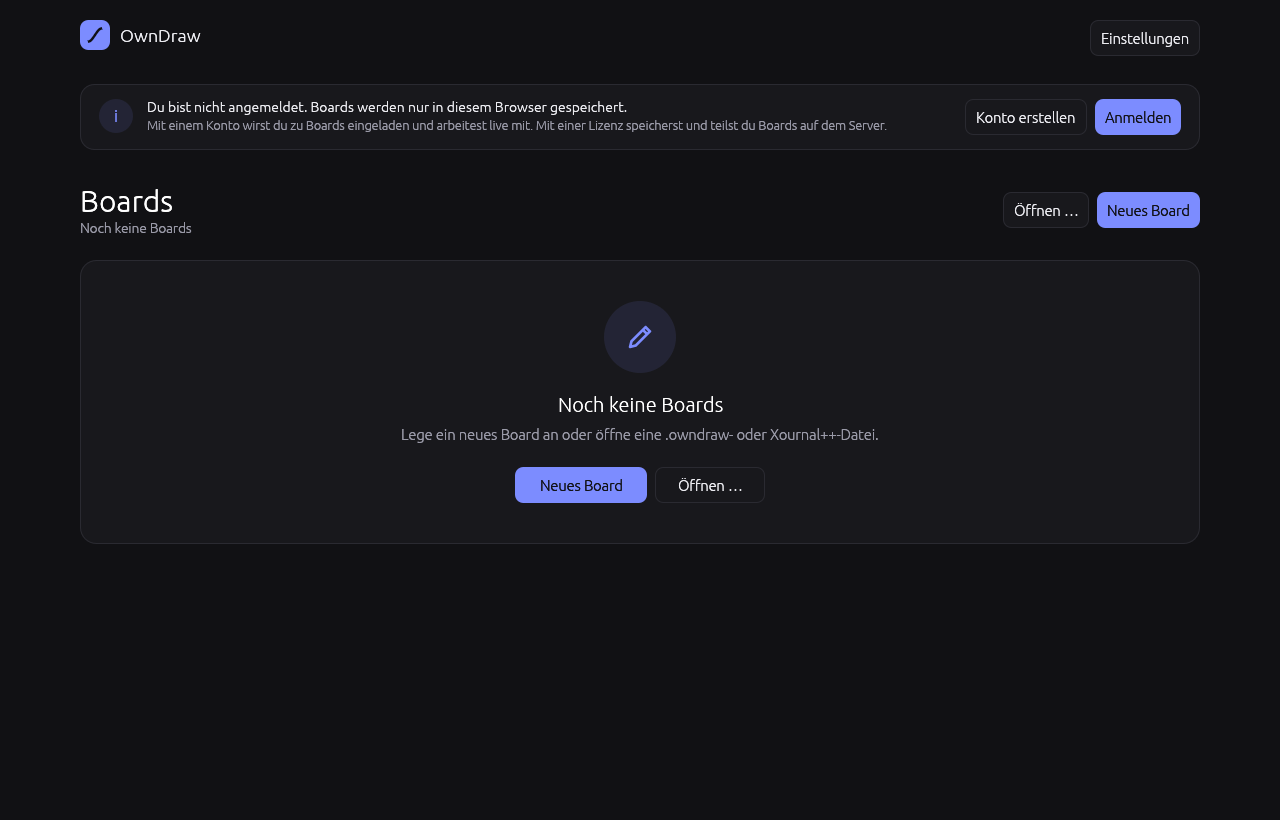 OwnDraw
Einstellungen
Du bist nicht angemeldet. Boards werden nur in diesem Browser gespeichert.
Mit einem Konto wirst du zu Boards eingeladen und arbeitest live mit. Mit einer Lizenz speicherst und teilst du Boards auf dem Server.
Konto erstellen
Anmelden
Boards
Noch keine Boards
Öffnen …
Neues Board
Noch keine Boards
Lege ein neues Board an oder öffne eine .owndraw- oder Xournal++-Datei.
Neues Board
Öffnen …